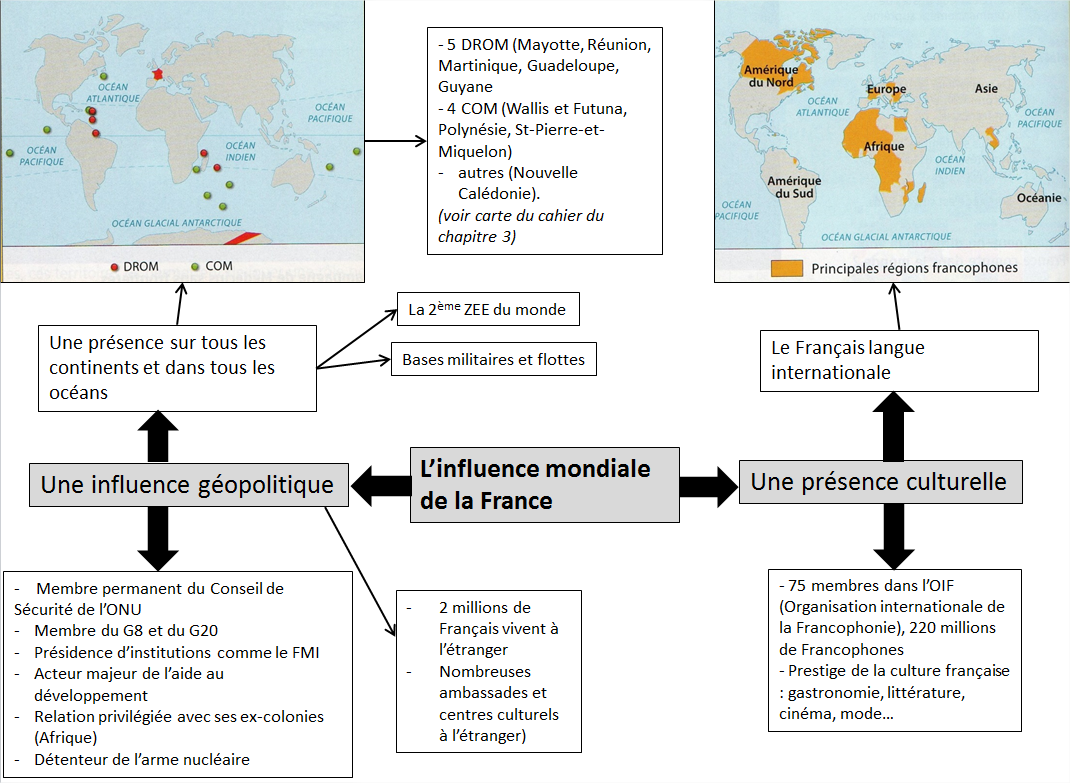 OCÉAN
ATLANTIQUE
OCÉAN
PACIFIQUE
OCÉAN
PACIFIQUE
OCÉAN
INDIEN
OCÉAN GLACIAL ANTARCTIQUE
DROM
COM
- 5 DROM (Mayotte, Réunion,
Martinique, Guadeloupe,
Guyane
- 4 COM (Wallis et Futuna,
Polynésie, St-Pierre-et-
Miquelon)
- autres (Nouvelle
Calédonie).
(voir carte du cahier du
chapitre 3)
Amérique
du Nord
Europe
Asie
OCÉAN
ATLANTIQUE
OCÉAN
PACIFIQUE
Afrique
OCÉAN
INDIEN
Amérique
du Sud
Océanie
OCÉAN
PACIFIQUE
OCÉAN GLACIAL ANTARCTIQUE
Principales régions francophones
Une présence sur tous les
continents et dans tous les
océans
La 2ème ZEE du monde
Bases militaires et flottes
Le Français langue
internationale
Une influence géopolitique
L'influence mondiale
de la France
Une présence culturelle
- Membre permanent du Conseil de
Sécurité de l'ONU
- Membre du G8 et du G20
- Présidence d'institutions comme le FMI
- Acteur majeur de l'aide au
développement
- Relation privilégiée avec ses ex-colonies
(Afrique)
- Détenteur de l'arme nucléaire
- 2 millions de
Français vivent à
l'étranger
- Nombreuses
ambassades et
centres culturels
à l'étranger)
- 75 membres dans l'OIF
(Organisation internationale de
la Francophonie), 220 millions
de Francophones
- Prestige de la culture française
: gastronomie, littérature,
cinéma, mode…